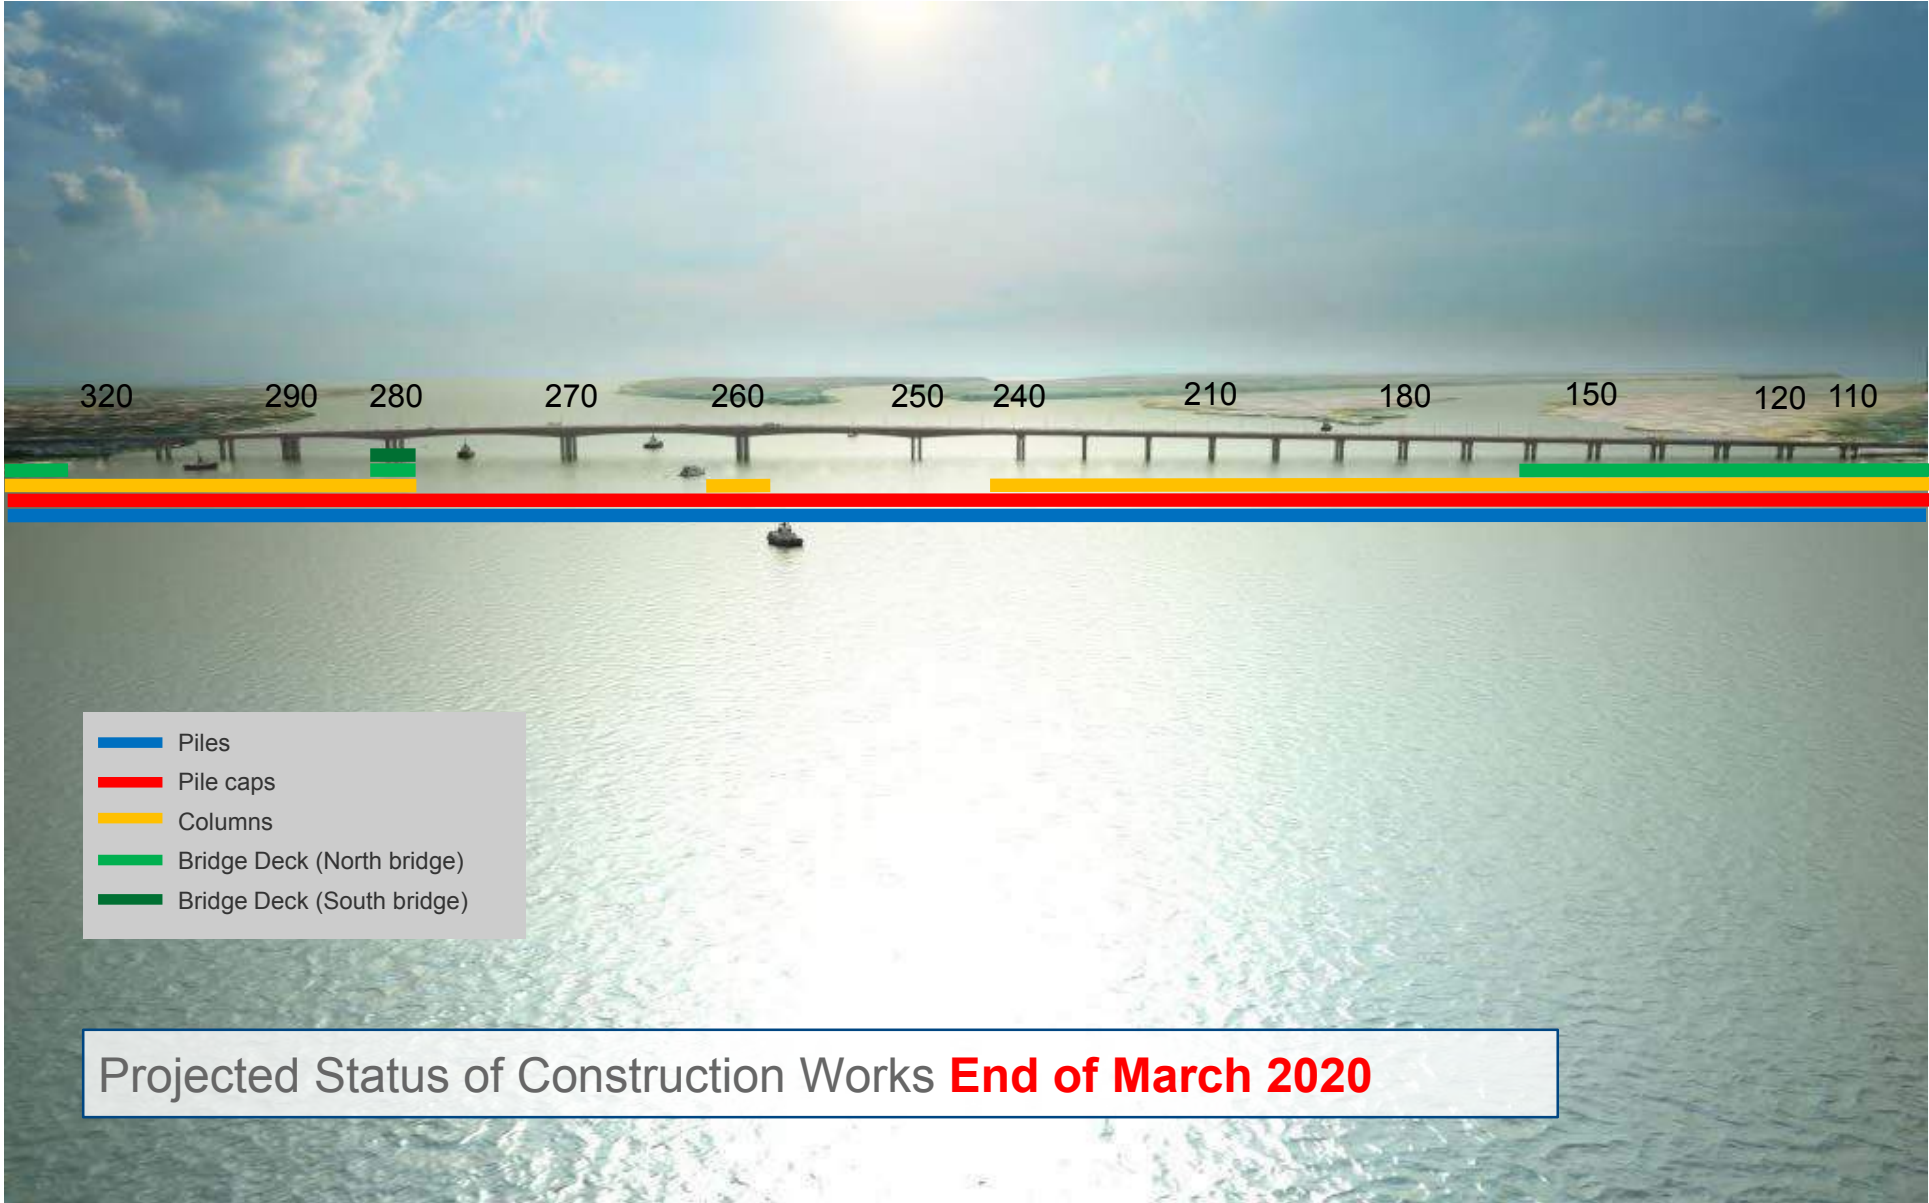 320 290 280 270 260 250 240 210 180 150 120 110
Piles
Pile caps
Columns
Bridge Deck (North bridge)
Bridge Deck (South bridge)
Projected Status of Construction Works End of March 2020